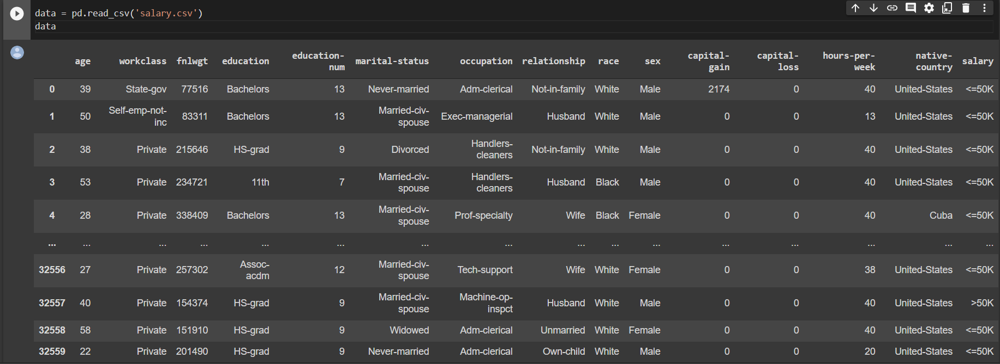 data = pd.read_csv('salary.csv')
data
age workclass fnlwgt education education-num marital-status occupation relationship race sex capital-gain capital-loss hours-per-week native-country salary
0 39 State-gov 77516 Bachelors 13 Never-married Adm-clerical Not-in-family White Male 2174 0 40 United-States <=50K
1 50 Self-emp-not-inc 83311 Bachelors 13 Married-civ-spouse Exec-managerial Husband White Male 0 0 13 United-States <=50K
2 38 Private 215646 HS-grad 9 Divorced Handlers-cleaners Not-in-family White Male 0 0 40 United-States <=50K
3 53 Private 234721 11th 7 Married-civ-spouse Handlers-cleaners Husband Black Male 0 0 40 United-States <=50K
4 28 Private 338409 Bachelors 13 Married-civ-spouse Prof-specialty Wife Black Female 0 0 40 Cuba <=50K
... ... ... ... ... ... ... ... ... ... ... ... ... ... ... ...
32556 27 Private 257302 Assoc-acdm 12 Married-civ-spouse Tech-support Wife White Female 0 0 38 United-States <=50K
32557 40 Private 154374 HS-grad 9 Married-civ-spouse Machine-op-inspct Husband White Male 0 0 40 United-States >50K
32558 58 Private 151910 HS-grad 9 Widowed Adm-clerical Unmarried White Female 0 0 40 United-States <=50K
32559 22 Private 201490 HS-grad 9 Never-married Adm-clerical Own-child White Male 0 0 20 United-States <=50K